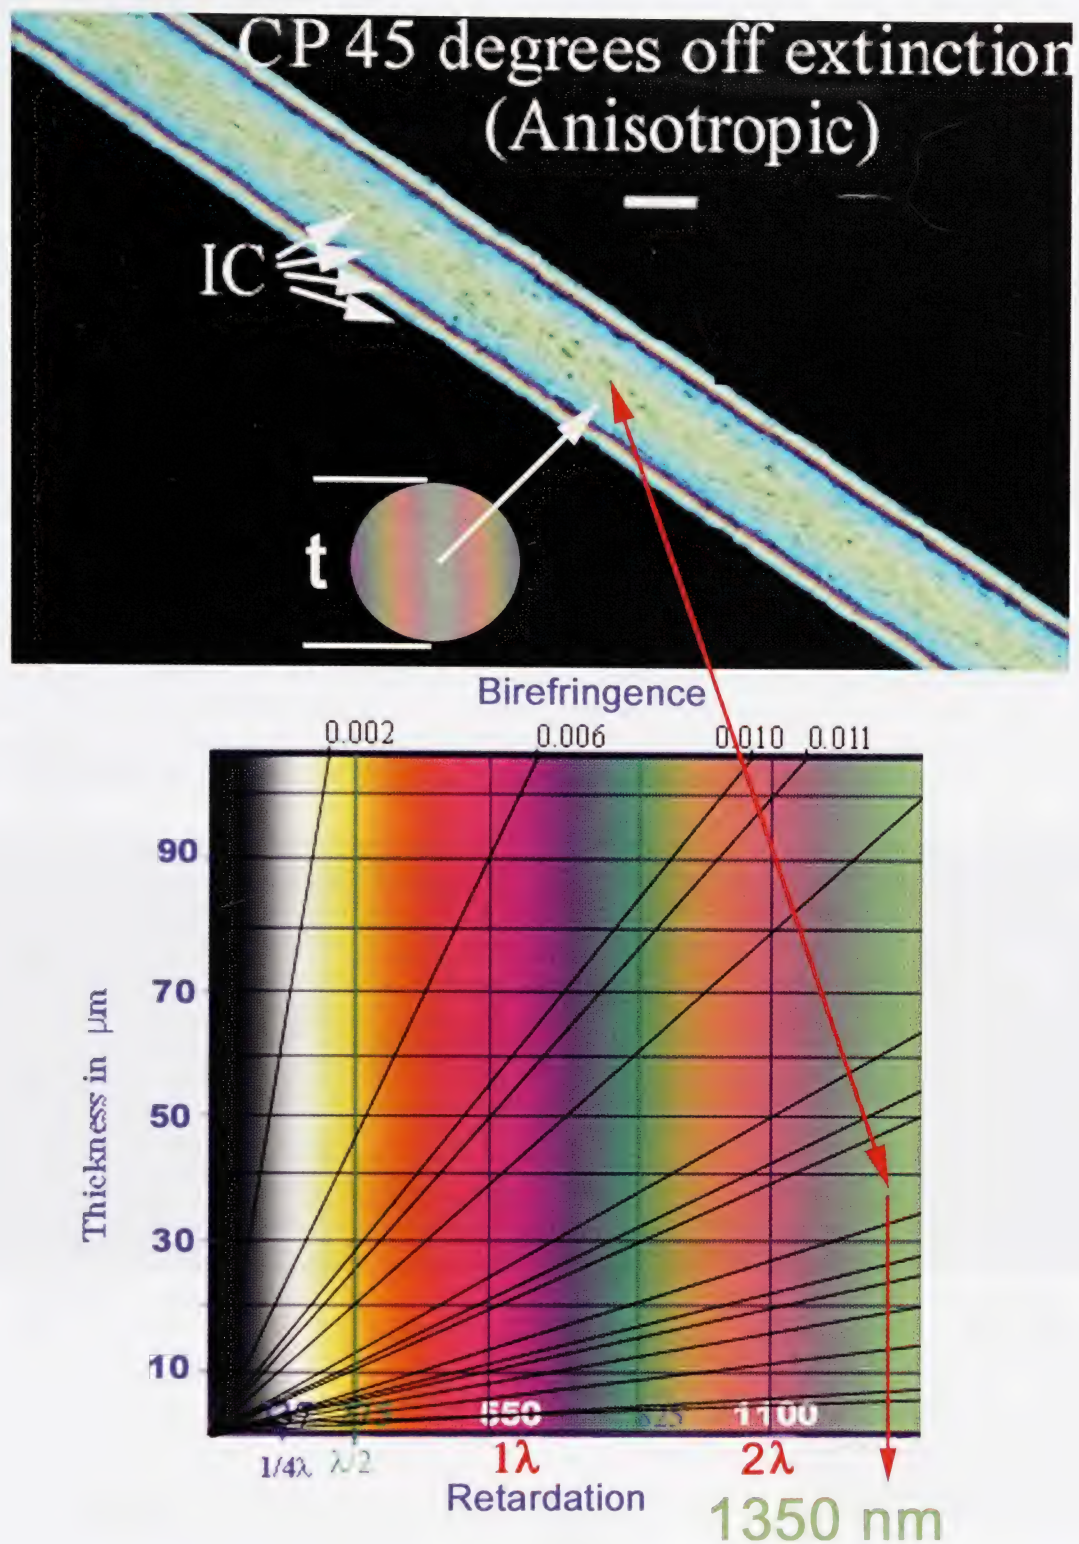 CP 45 degrees off extinction
(Anisotropic)
IC
t
Birefringence
0.002 0.006 0.010 0.011
90
70
50
30
10
Thickness in µm
550 825 1100
1/4λ λ/2 1λ 2λ
Retardation
1350 nm